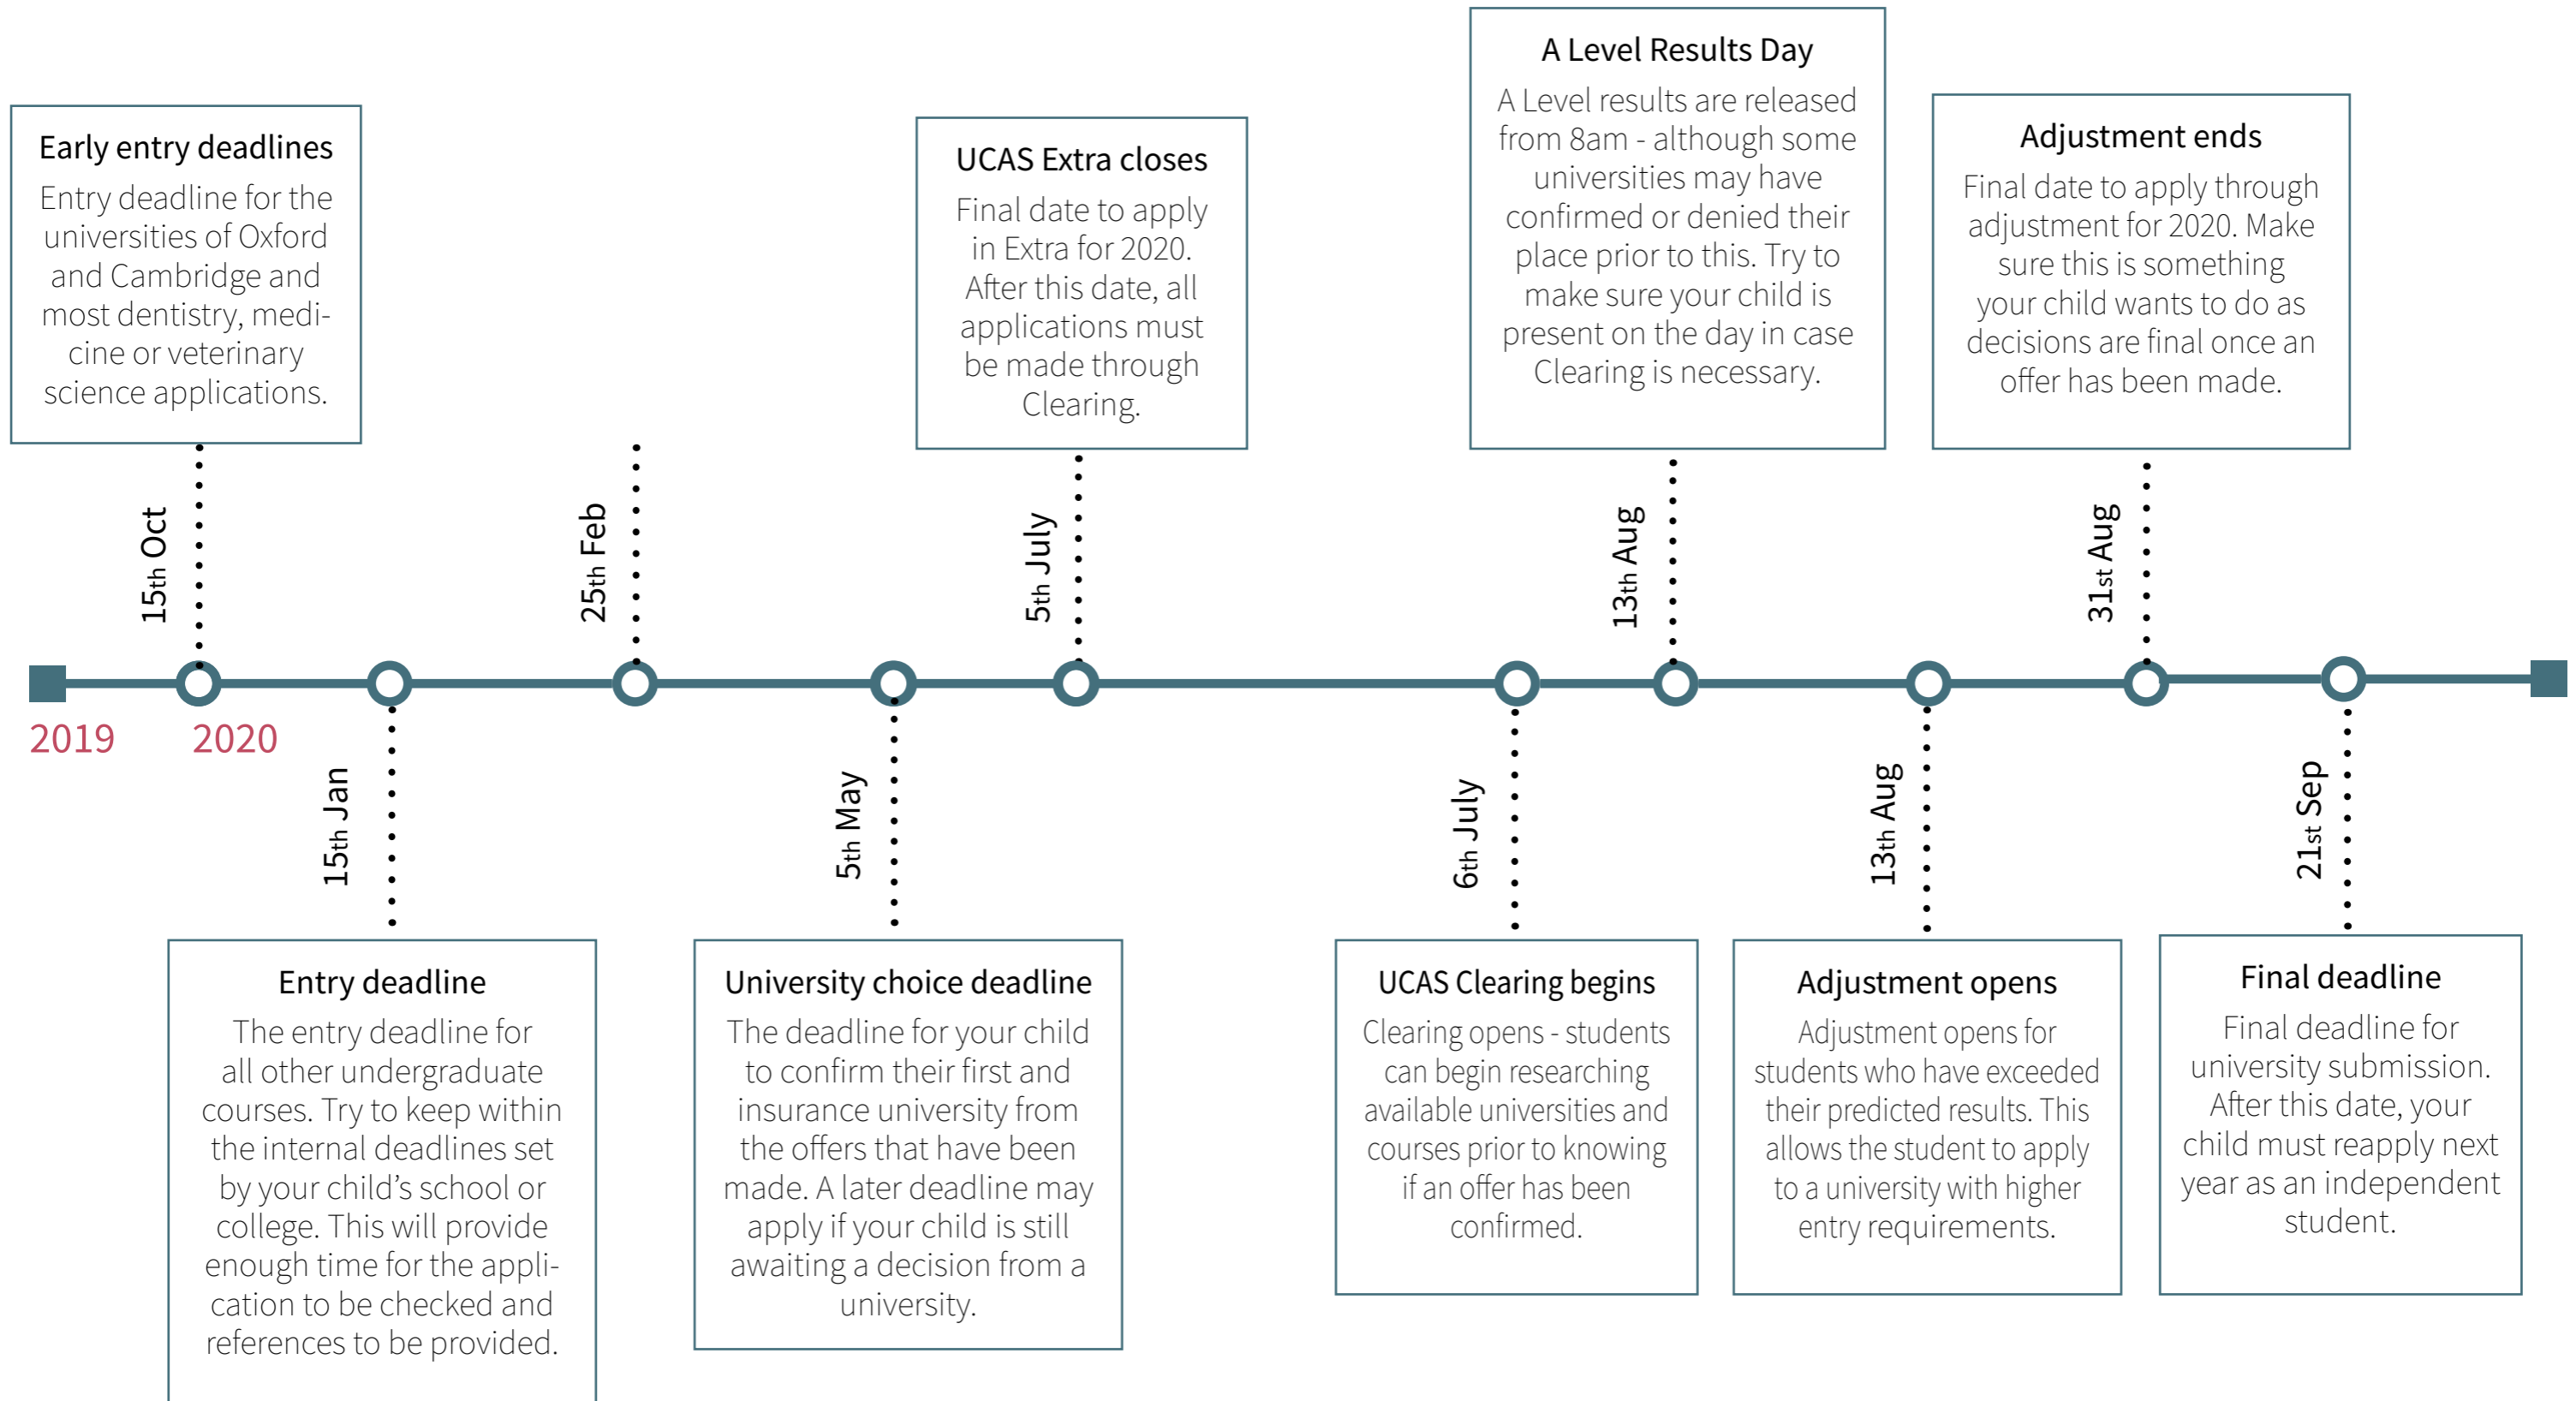 Early entry deadlines
Entry deadline for the
universities of Oxford
and Cambridge and
most dentistry, medi-
cine or veterinary
science applications.
15th Oct
25th Feb
UCAS Extra closes
Final date to apply
in Extra for 2020.
After this date, all
applications must
be made through
Clearing.
5th July
A Level Results Day
A Level results are released
from 8am - although some
universities may have
confirmed or denied their
place prior to this. Try to
make sure your child is
present on the day in case
Clearing is necessary.
13th Aug
Adjustment ends
Final date to apply through
adjustment for 2020. Make
sure this is something
your child wants to do as
decisions are final once an
offer has been made.
31st Aug
2019
2020
15th Jan
Entry deadline
The entry deadline for
all other undergraduate
courses. Try to keep within
the internal deadlines set
by your child’s school or
college. This will provide
enough time for the appli-
cation to be checked and
references to be provided.
5th May
University choice deadline
The deadline for your child
to confirm their first and
insurance university from
the offers that have been
made. A later deadline may
apply if your child is still
awaiting a decision from a
university.
6th July
UCAS Clearing begins
Clearing opens - students
can begin researching
available universities and
courses prior to knowing
if an offer has been
confirmed.
13th Aug
Adjustment opens
Adjustment opens for
students who have exceeded
their predicted results. This
allows the student to apply
to a university with higher
entry requirements.
21st Sep
Final deadline
Final deadline for
university submission.
After this date, your
child must reapply next
year as an independent
student.